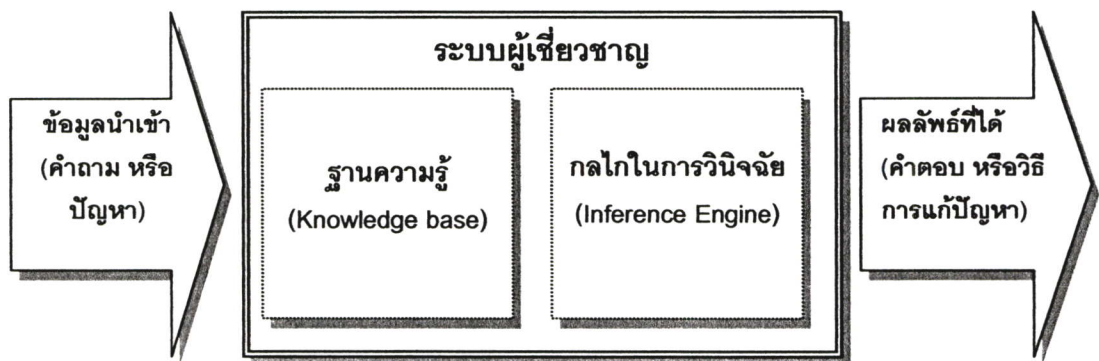 ระบบผู้เชี่ยวชาญ
ข้อมูลนำเข้า
(คำถาม หรือ
ปัญหา)
ฐานความรู้
(Knowledge base)
กลไกในการวินิจฉัย
(Inference Engine)
ผลลัพธ์ที่ได้
(คำตอบ หรือวิธี
การแก้ปัญหา)